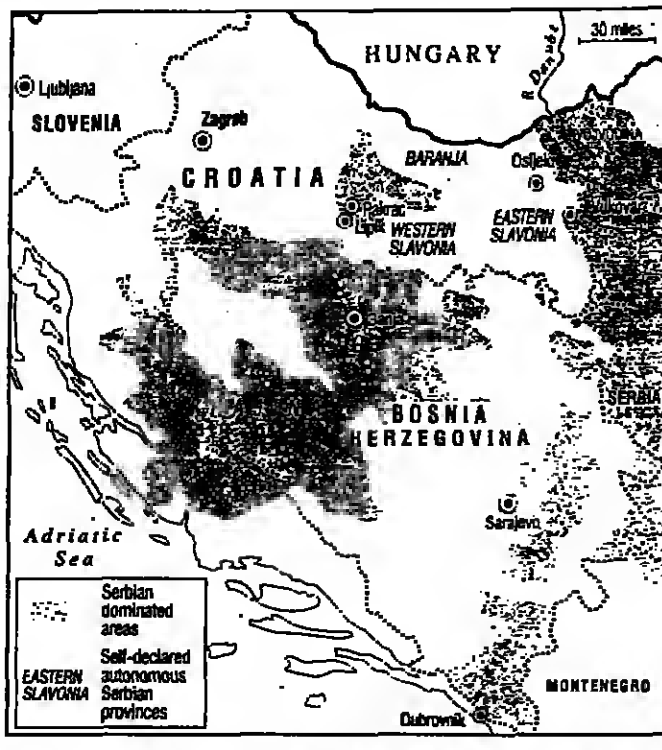 HUNGARY
30 miles
R Danube
Ljubljana
SLOVENIA
Zagreb
CROATIA
BARANJA
Osijek
Pakrac
Lipik
WESTERN
SLAVONIA
EASTERN
SLAVONIA
SERBIA
BOSNIA
HERZEGOVINA
Sarajevo
Adriatic
Sea
Serbian
dominated
areas
EASTERN
SLAVONIA
Self-declared
autonomous
Serbian
provinces
MONTENEGRO
Dubrovnik